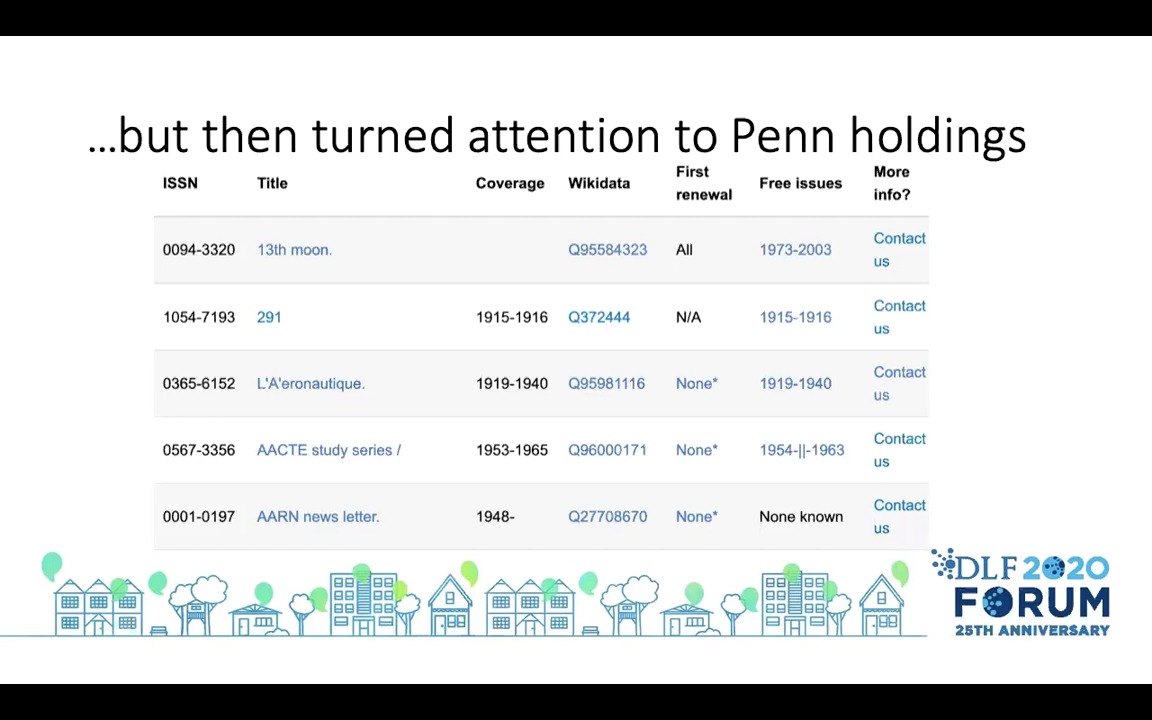 ...but then turned attention to Penn holdings
ISSN Title Coverage Wikidata First renewal Free issues More info?
0094-3320 13th moon. Q95584323 All 1973-2003 Contact us
1054-7193 291 1915-1916 Q372444 N/A 1915-1916 Contact us
0365-6152 L'A'eronautique. 1919-1940 Q95981116 None* 1919-1940 Contact us
0567-3356 AACTE study series / 1953-1965 Q96000171 None* 1954-||-1963 Contact us
0001-0197 AARN news letter. 1948- Q27708670 None* None known Contact us
DLF 2020
FORUM
25TH ANNIVERSARY